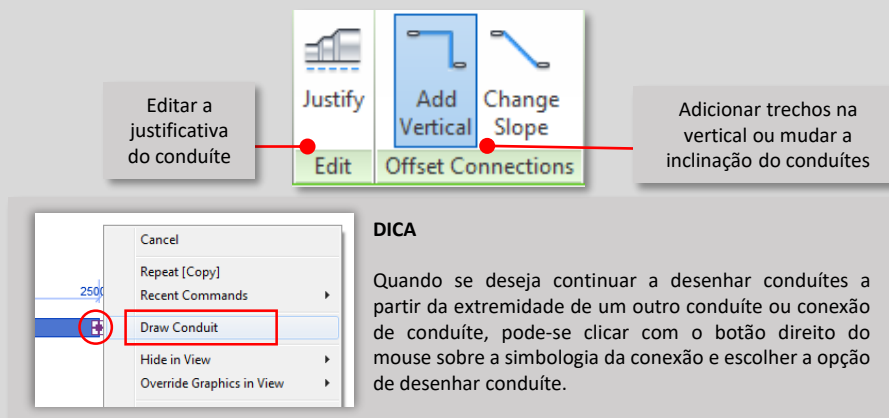 Editar a
justificativa
do conduíte
Justify
Edit
Add
Vertical
Change
Slope
Offset Connections
Adicionar trechos na
vertical ou mudar a
inclinação do conduítes
2500
Cancel
Repeat [Copy]
Recent Commands
Draw Conduit
Hide in View
Override Graphics in View
DICA
Quando se deseja continuar a desenhar conduítes a
partir da extremidade de um outro conduíte ou conexão
de conduíte, pode-se clicar com o botão direito do
mouse sobre a simbologia da conexão e escolher a opção
de desenhar conduíte.